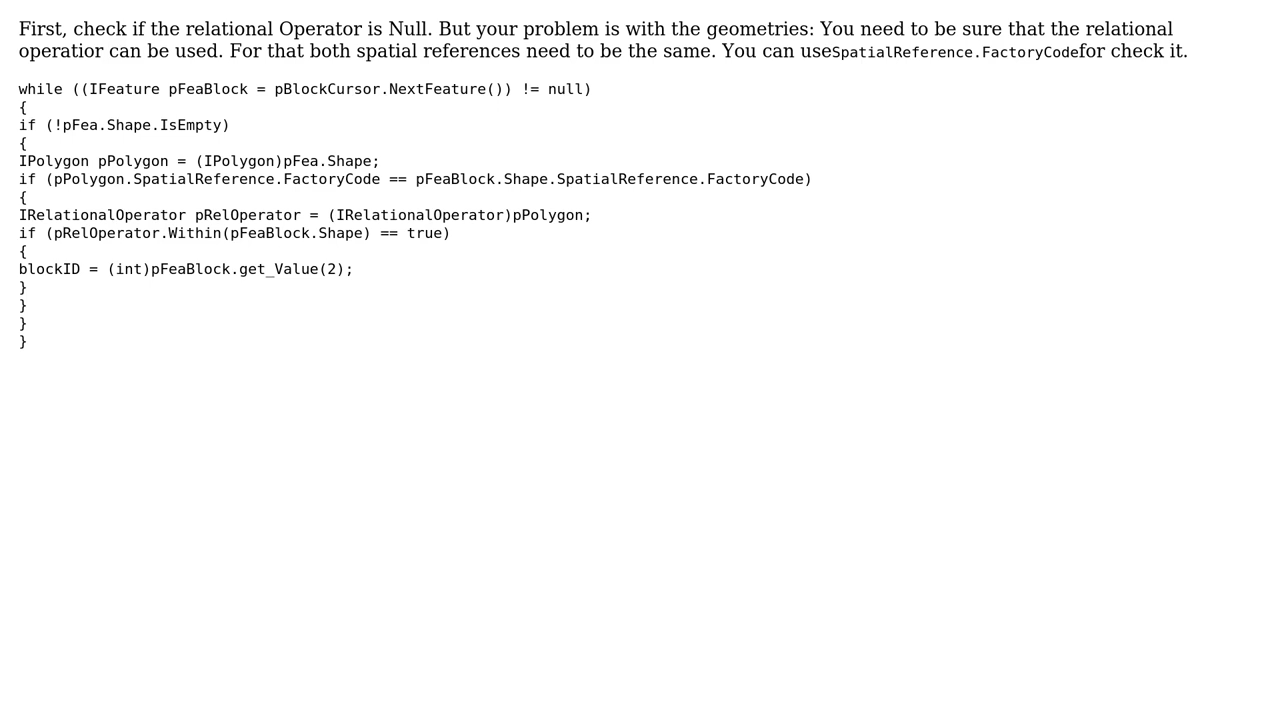 First, check if the relational Operator is Null. But your problem is with the geometries: You need to be sure that the relational
operatior can be used. For that both spatial references need to be the same. You can useSpatialReference.FactoryCodefor check it.
while ((IFeature pFeaBlock = pBlockCursor.NextFeature()) != null)
{
if (!pFea.Shape.IsEmpty)
{
IPolygon pPolygon = (IPolygon)pFea.Shape;
if (pPolygon.SpatialReference.FactoryCode == pFeaBlock.Shape.SpatialReference.FactoryCode)
{
IRelationalOperator pRelOperator = (IRelationalOperator)pPolygon;
if (pRelOperator.Within(pFeaBlock.Shape) == true)
{
blockID = (int)pFeaBlock.get_Value(2);
}
}
}
}